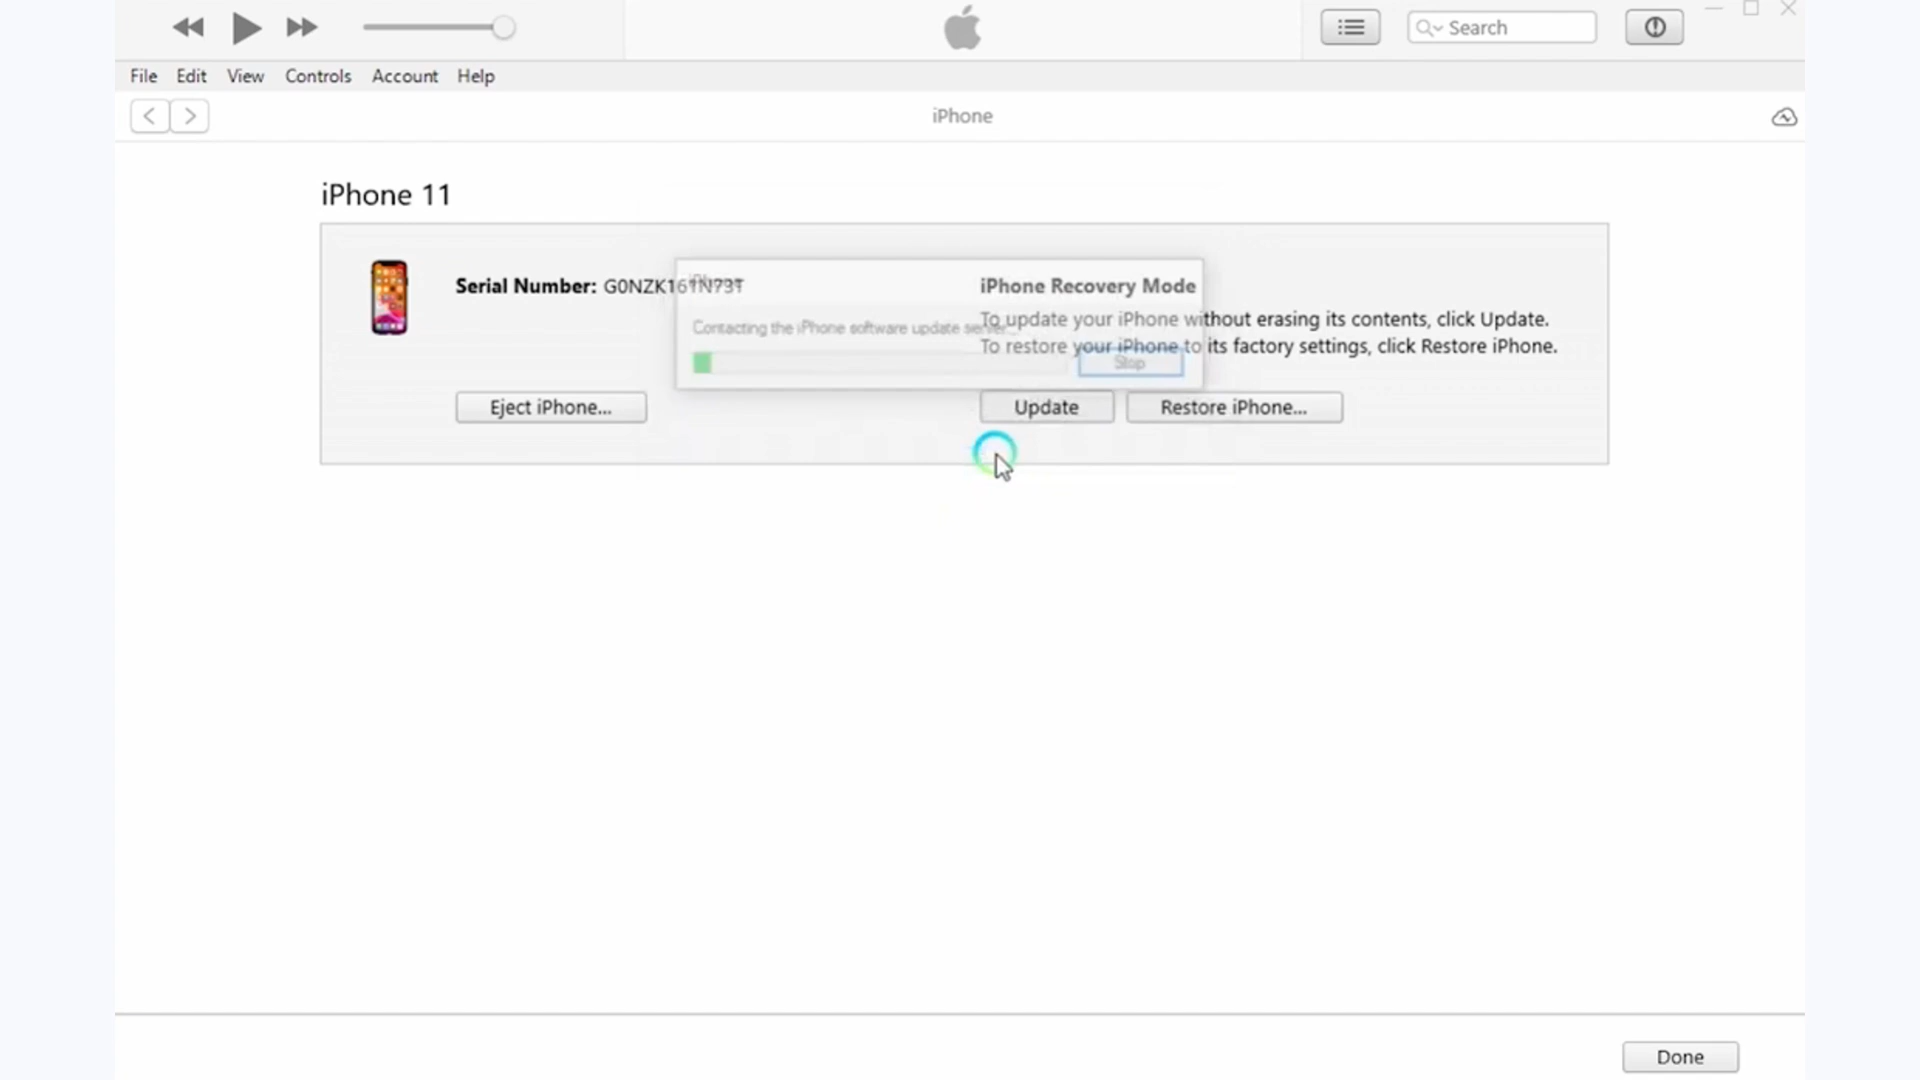 Search
File Edit View Controls Account Help
iPhone
iPhone 11
Serial Number:
iPhone
iPhone Recovery Mode
Contacting the iPhone software update server...
To update your iPhone without erasing its contents, click Update.
To restore your iPhone to its factory settings, click Restore iPhone.
Stop
Eject iPhone...
Update
Restore iPhone...
Done